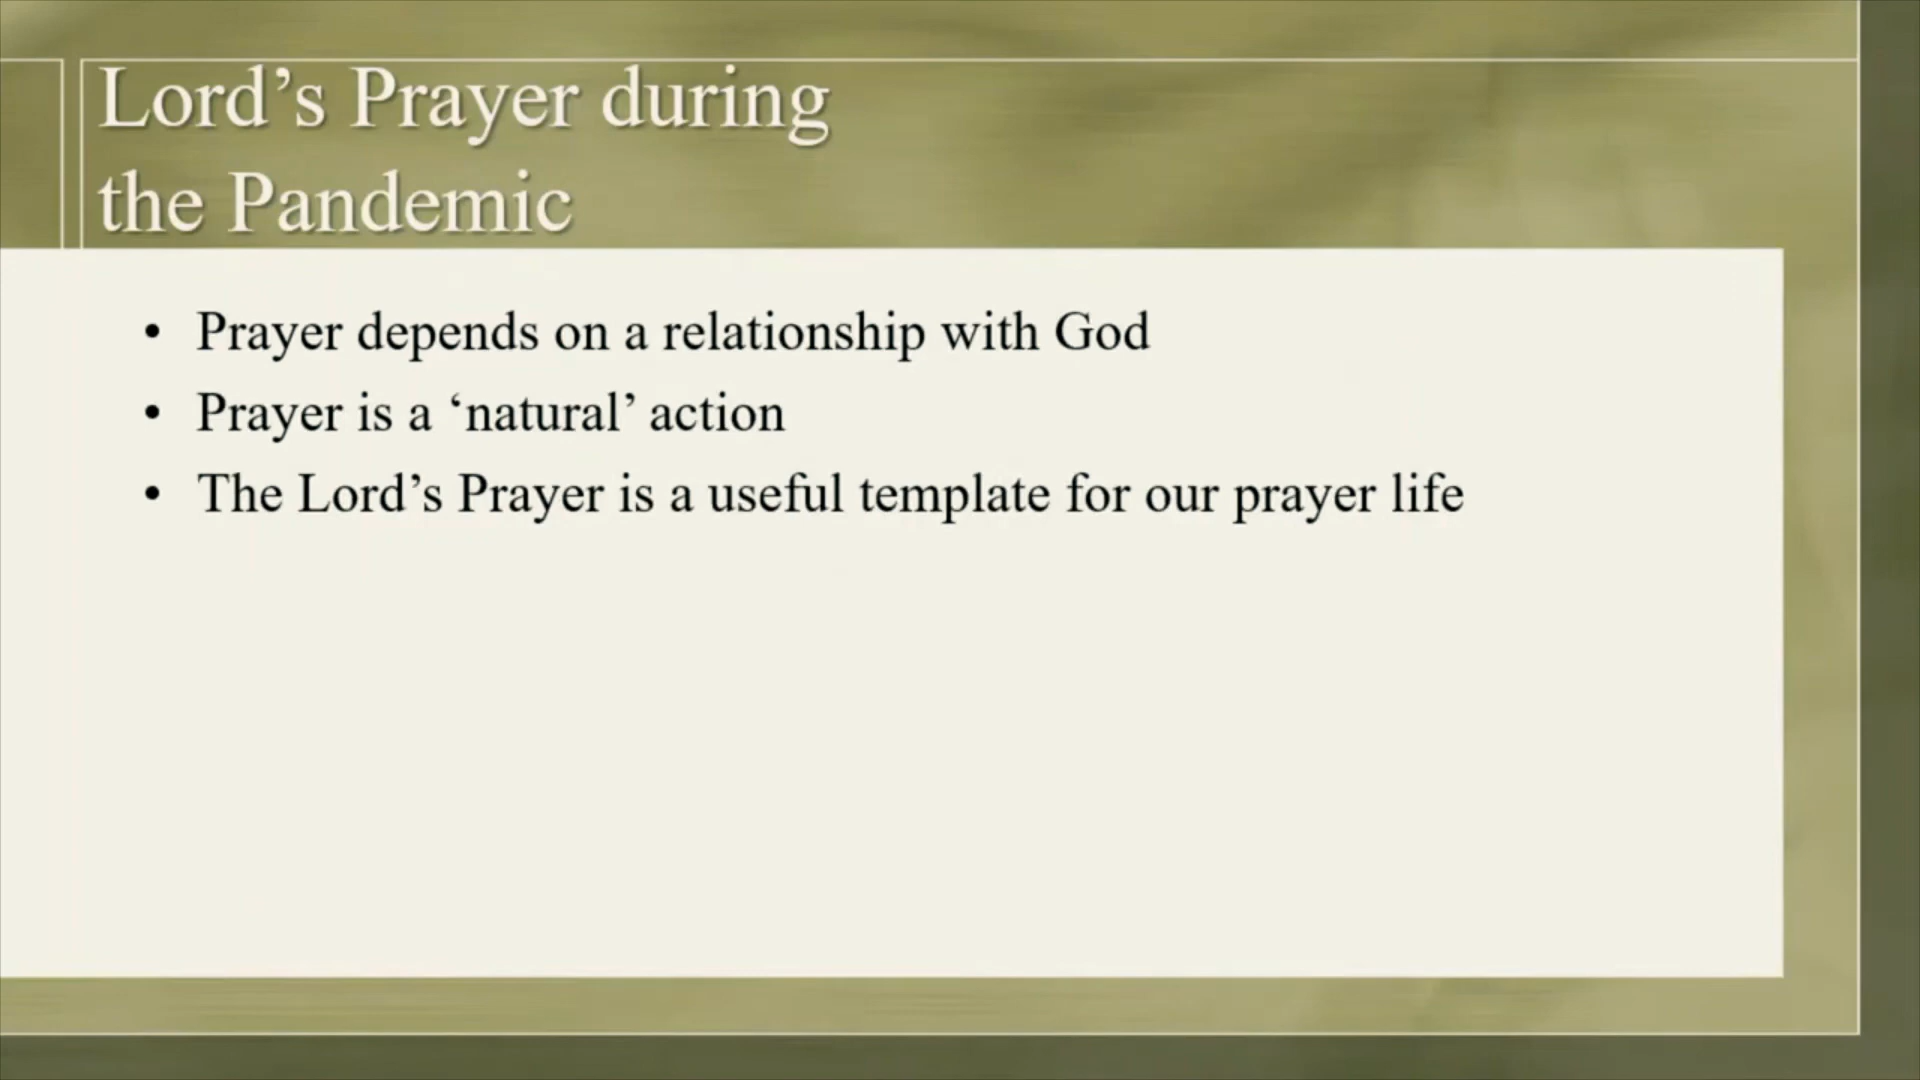 Lord’s Prayer during
the Pandemic
• Prayer depends on a relationship with God
• Prayer is a ‘natural’ action
• The Lord’s Prayer is a useful template for our prayer life